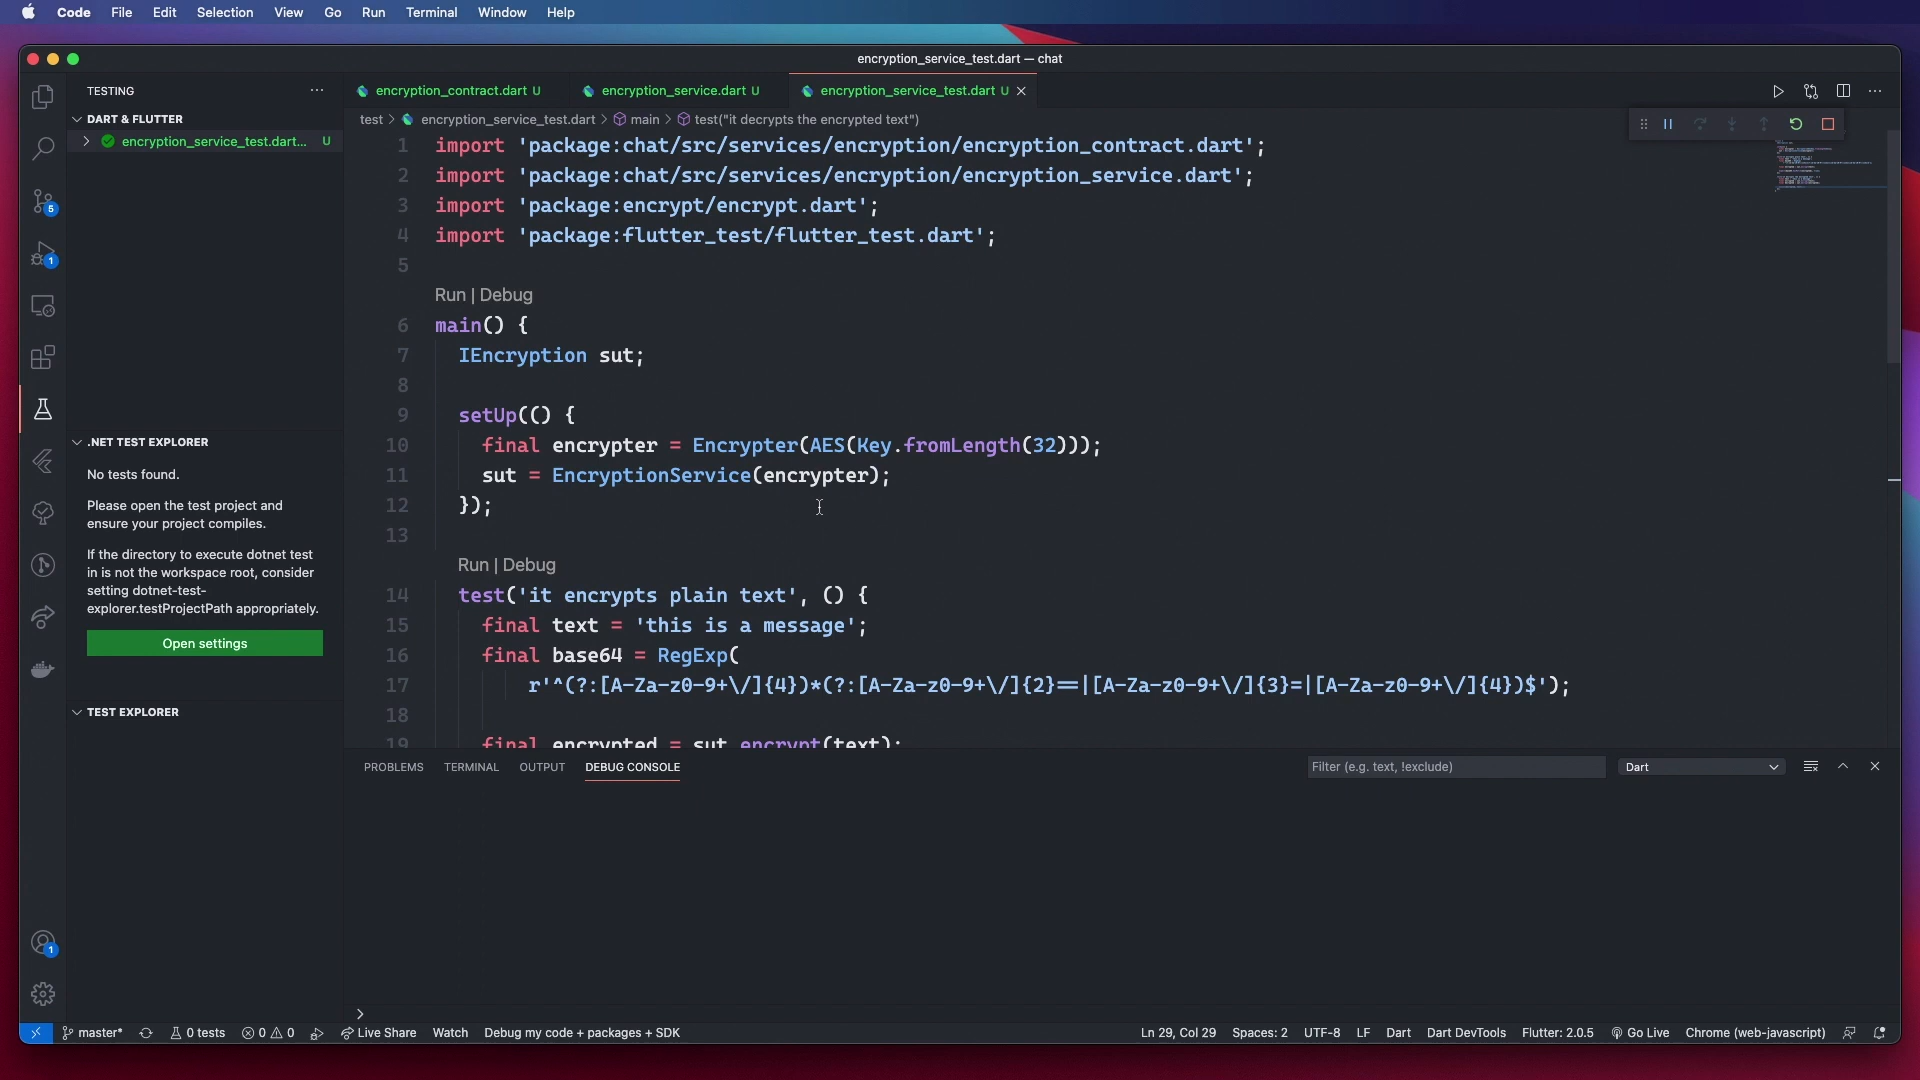 Code File Edit Selection View Go Run Terminal Window Help
encryption_service_test.dart — chat
TESTING
encryption_contract.dart U
encryption_service.dart U
encryption_service_test.dart U
DART & FLUTTER
encryption_service_test.dart... U
test > encryption_service_test.dart > main > test("it decrypts the encrypted text")
1 import 'package:chat/src/services/encryption/encryption_contract.dart';
2 import 'package:chat/src/services/encryption/encryption_service.dart';
3 import 'package:encrypt/encrypt.dart';
4 import 'package:flutter_test/flutter_test.dart';
5
Run | Debug
6 main() {
7 IEncryption sut;
8
9 setUp(() {
10 final encrypter = Encrypter(AES(Key.fromLength(32)));
11 sut = EncryptionService(encrypter);
12 });
13
Run | Debug
14 test('it encrypts plain text', () {
15 final text = 'this is a message';
16 final base64 = RegExp(
17 r'^(?:[A-Za-z0-9+\/]{4})*(?:[A-Za-z0-9+\/]{2}==|[A-Za-z0-9+\/]{3}=|[A-Za-z0-9+\/]{4})$');
18
19 final encrypted = sut.encrypt(text);
5
1
.NET TEST EXPLORER
No tests found.
Please open the test project and
ensure your project compiles.
If the directory to execute dotnet test
in is not the workspace root, consider
setting dotnet-test-
explorer.testProjectPath appropriately.
Open settings
TEST EXPLORER
PROBLEMS TERMINAL OUTPUT DEBUG CONSOLE
Filter (e.g. text, !exclude)
Dart
1
master* 0 tests 0 0 Live Share Watch Debug my code + packages + SDK
Ln 29, Col 29 Spaces: 2 UTF-8 LF Dart Dart DevTools Flutter: 2.0.5 Go Live Chrome (web-javascript)